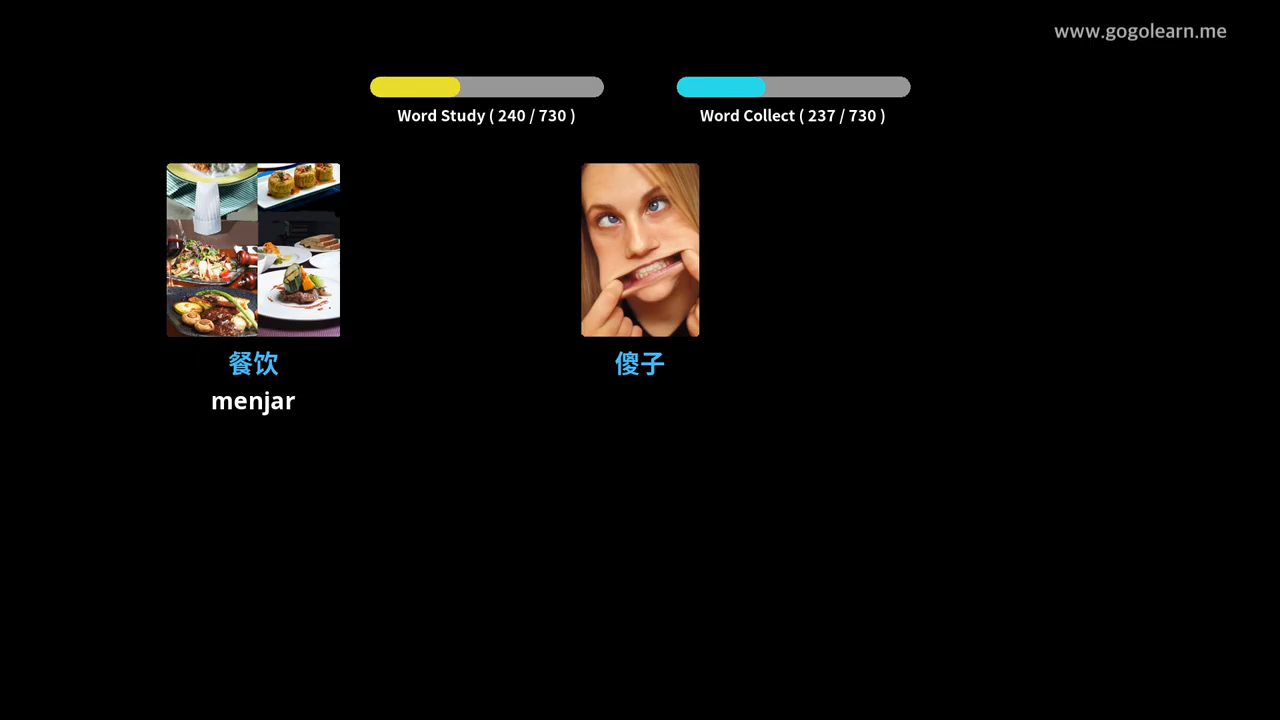 www.gogolearn.me
Word Study ( 240 / 730 )
Word Collect ( 237 / 730 )
餐饮
傻子
menjar